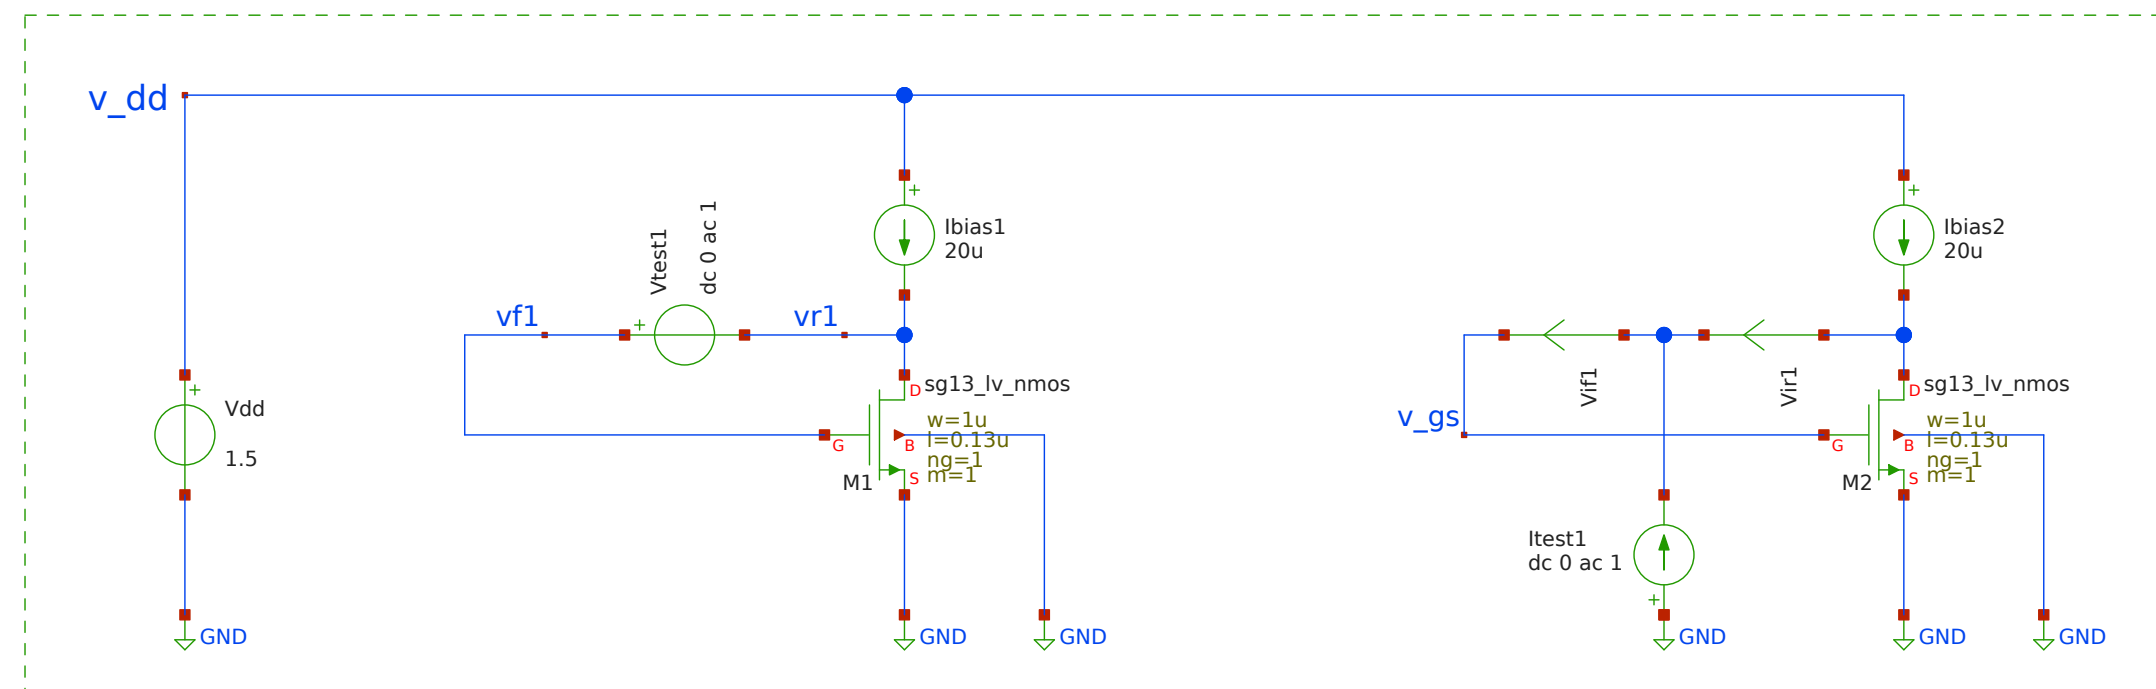 v_dd
Vdd
1.5
GND
vf1
+
Vtest1
dc 0 ac 1
vr1
+
Ibias1
20u
D
sg13_lv_nmos
w=1u
l=0.13u
ng=1
m=1
G
B
S
M1
GND
GND
+
Ibias2
20u
Vif1
Vir1
v_gs
D
sg13_lv_nmos
w=1u
l=0.13u
ng=1
m=1
G
B
S
M2
Itest1
dc 0 ac 1
+
GND
GND
GND
+